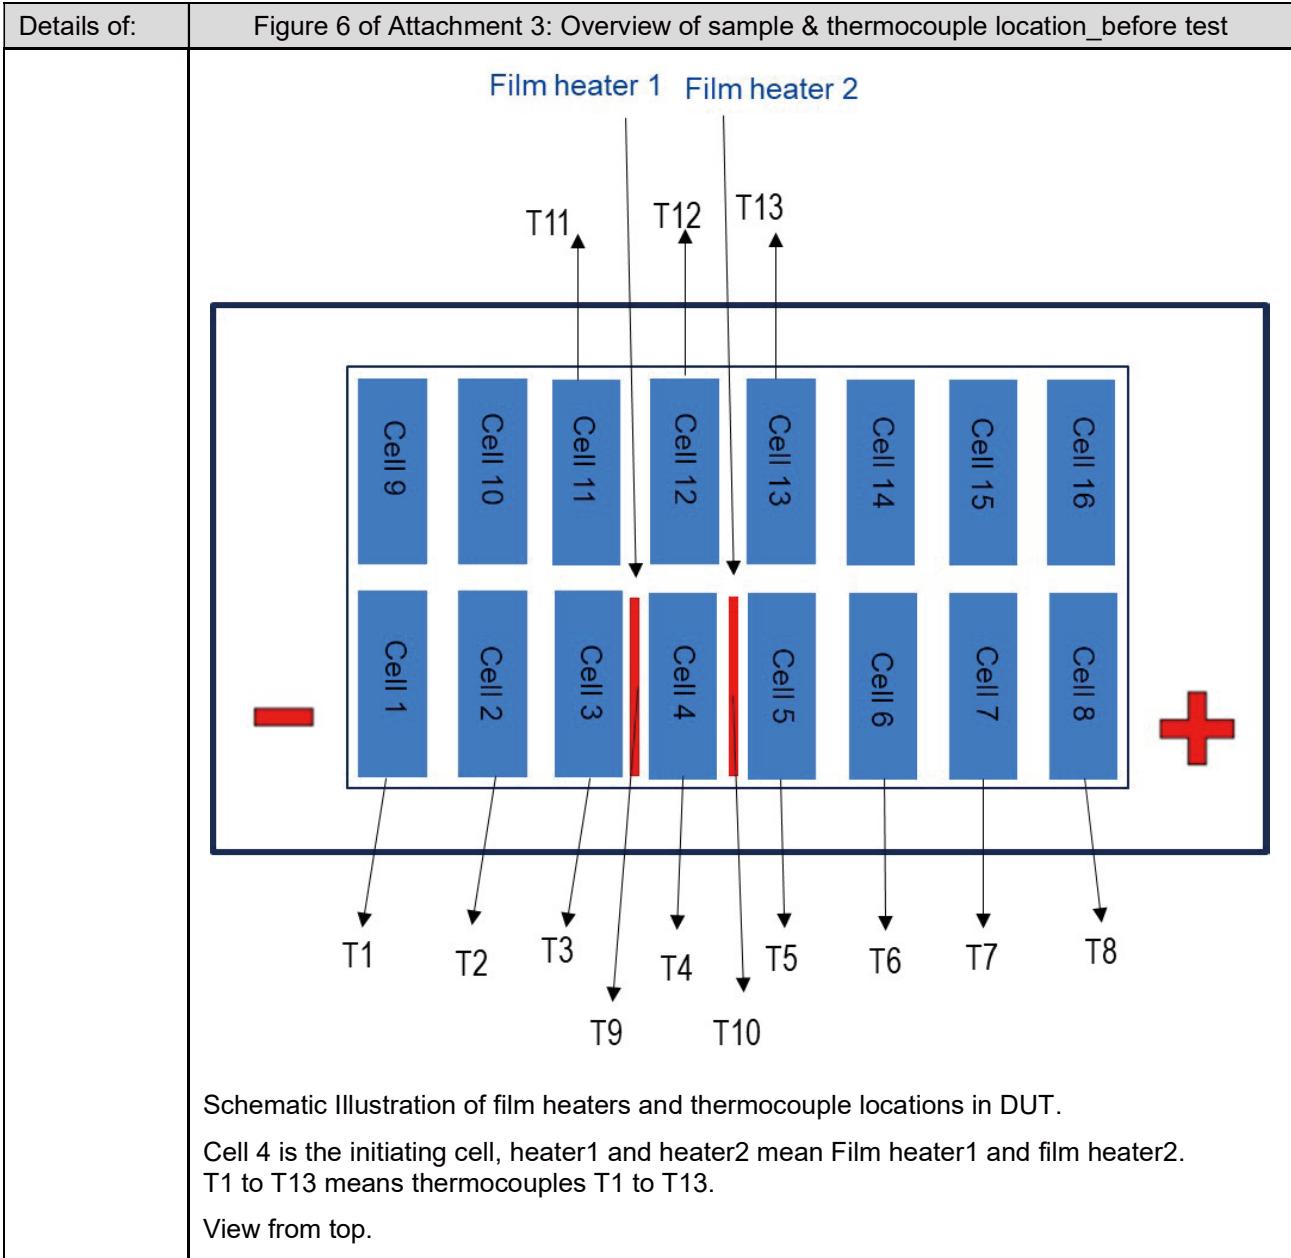 Details of:
Figure 6 of Attachment 3: Overview of sample & thermocouple location_before test
Film heater 1
Film heater 2
T11
T12
T13
Cell 9
Cell 10
Cell 11
Cell 12
Cell 13
Cell 14
Cell 15
Cell 16
Cell 1
Cell 2
Cell 3
Cell 4
Cell 5
Cell 6
Cell 7
Cell 8
T1
T2
T3
T4
T5
T6
T7
T8
T9
T10
Schematic Illustration of film heaters and thermocouple locations in DUT.
Cell 4 is the initiating cell, heater1 and heater2 mean Film heater1 and film heater2.
T1 to T13 means thermocouples T1 to T13.
View from top.